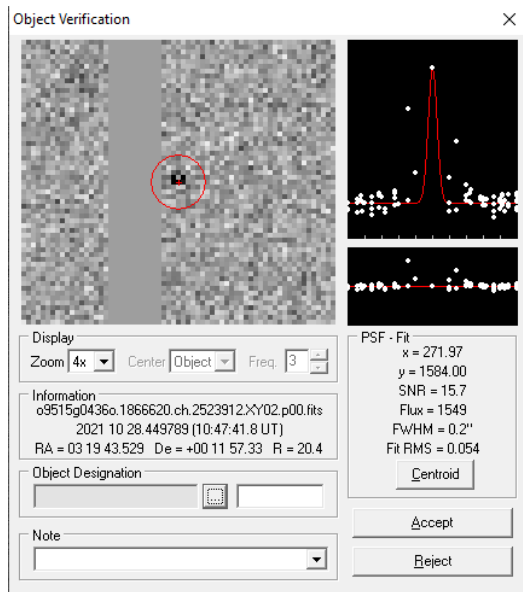 Object Verification
Display
Zoom 4x Center Object Freq. 3
Information
o9515g0436o.1866620.ch.2523912.XY02.p00.fits
2021 10 28.449789 (10:47:41.8 UT)
RA = 03 19 43.529 De = +00 11 57.33 R = 20.4
Object Designation
...
Note
PSF - Fit
x = 271.97
y = 1584.00
SNR = 15.7
Flux = 1549
FWHM = 0.2''
Fit RMS = 0.054
Centroid
Accept
Reject